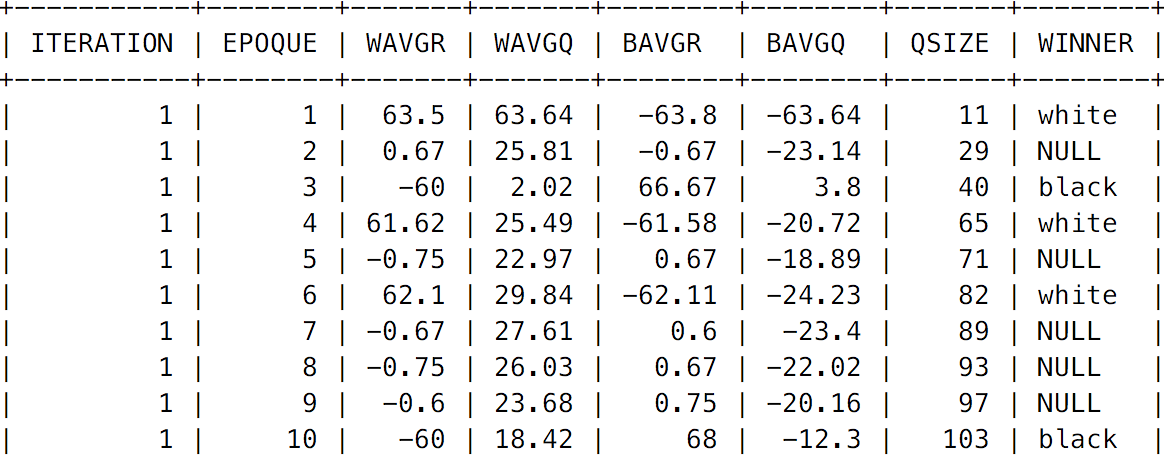 +-----------+--------+-------+-------+--------+--------+-------+--------+
| ITERATION | EPOQUE | WAVGR | WAVGQ | BAVGR  | BAVGQ  | QSIZE | WINNER |
+-----------+--------+-------+-------+--------+--------+-------+--------+
|         1 |      1 |  63.5 | 63.64 |  -63.8 | -63.64 |    11 | white  |
|         1 |      2 |  0.67 | 25.81 |  -0.67 | -23.14 |    29 | NULL   |
|         1 |      3 |   -60 |  2.02 |  66.67 |    3.8 |    40 | black  |
|         1 |      4 | 61.62 | 25.49 | -61.58 | -20.72 |    65 | white  |
|         1 |      5 | -0.75 | 22.97 |   0.67 | -18.89 |    71 | NULL   |
|         1 |      6 |  62.1 | 29.84 | -62.11 | -24.23 |    82 | white  |
|         1 |      7 | -0.67 | 27.61 |    0.6 |  -23.4 |    89 | NULL   |
|         1 |      8 | -0.75 | 26.03 |   0.67 | -22.02 |    93 | NULL   |
|         1 |      9 |  -0.6 | 23.68 |   0.75 | -20.16 |    97 | NULL   |
|         1 |     10 |   -60 | 18.42 |     68 |  -12.3 |   103 | black  |